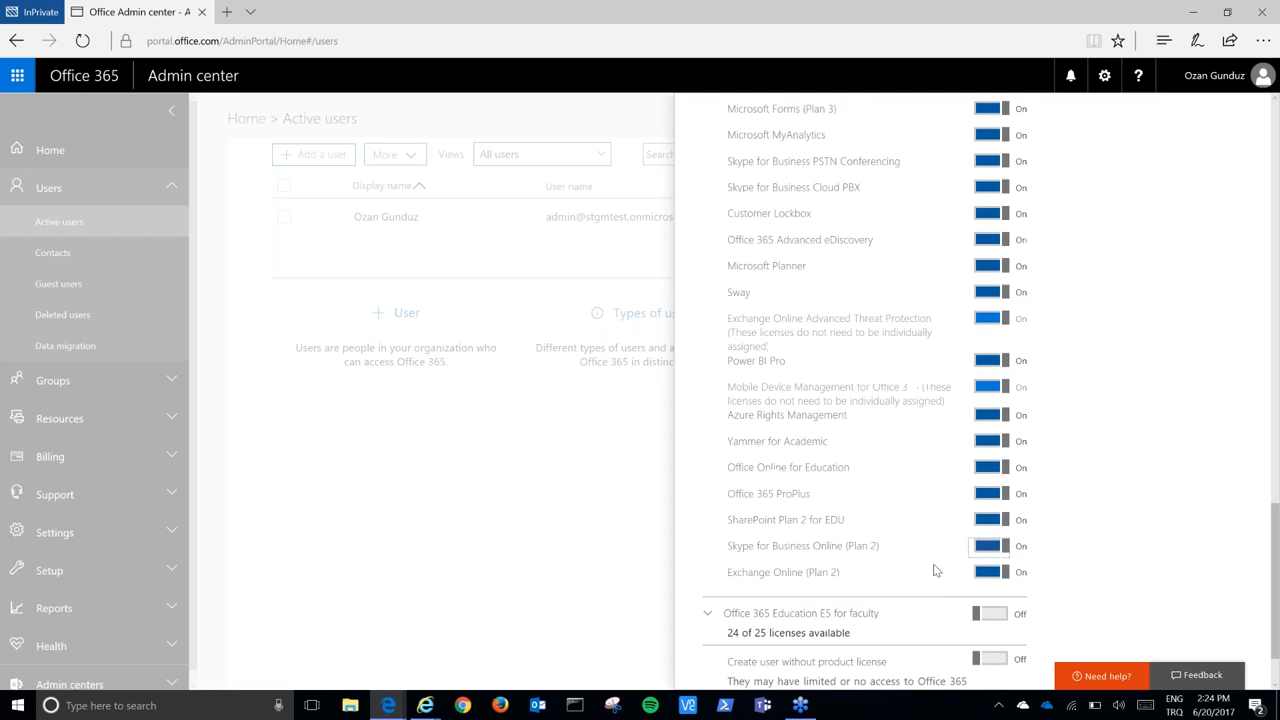 InPrivate
Office Admin center - A
portal.office.com/AdminPortal/Home#/users
Office 365
Admin center
Ozan Gunduz
Home
Users
Active users
Contacts
Guest users
Deleted users
Data migration
Groups
Resources
Billing
Support
Settings
Setup
Reports
Health
Admin centers
Home > Active users
Add a user
More
Views
All users
Search
Display name
User name
Ozan Gunduz
admin@stgmtest.onmicros
User
Users are people in your organization who
can access Office 365.
Types of us
Different types of users and a
Office 365 in distinc
Microsoft Forms (Plan 3) On
Microsoft MyAnalytics On
Skype for Business PSTN Conferencing On
Skype for Business Cloud PBX On
Customer Lockbox On
Office 365 Advanced eDiscovery On
Microsoft Planner On
Sway On
Exchange Online Advanced Threat Protection On
(These licenses do not need to be individually
assigned)
Power BI Pro On
Mobile Device Management for Office 3 (These On
licenses do not need to be individually assigned)
Azure Rights Management On
Yammer for Academic On
Office Online for Education On
Office 365 ProPlus On
SharePoint Plan 2 for EDU On
Skype for Business Online (Plan 2) On
Exchange Online (Plan 2) On
Office 365 Education E5 for faculty Off
24 of 25 licenses available
Create user without product license Off
They may have limited or no access to Office 365
Need help?
Feedback
Type here to search
ENG
TRQ
2:24 PM
6/20/2017
2